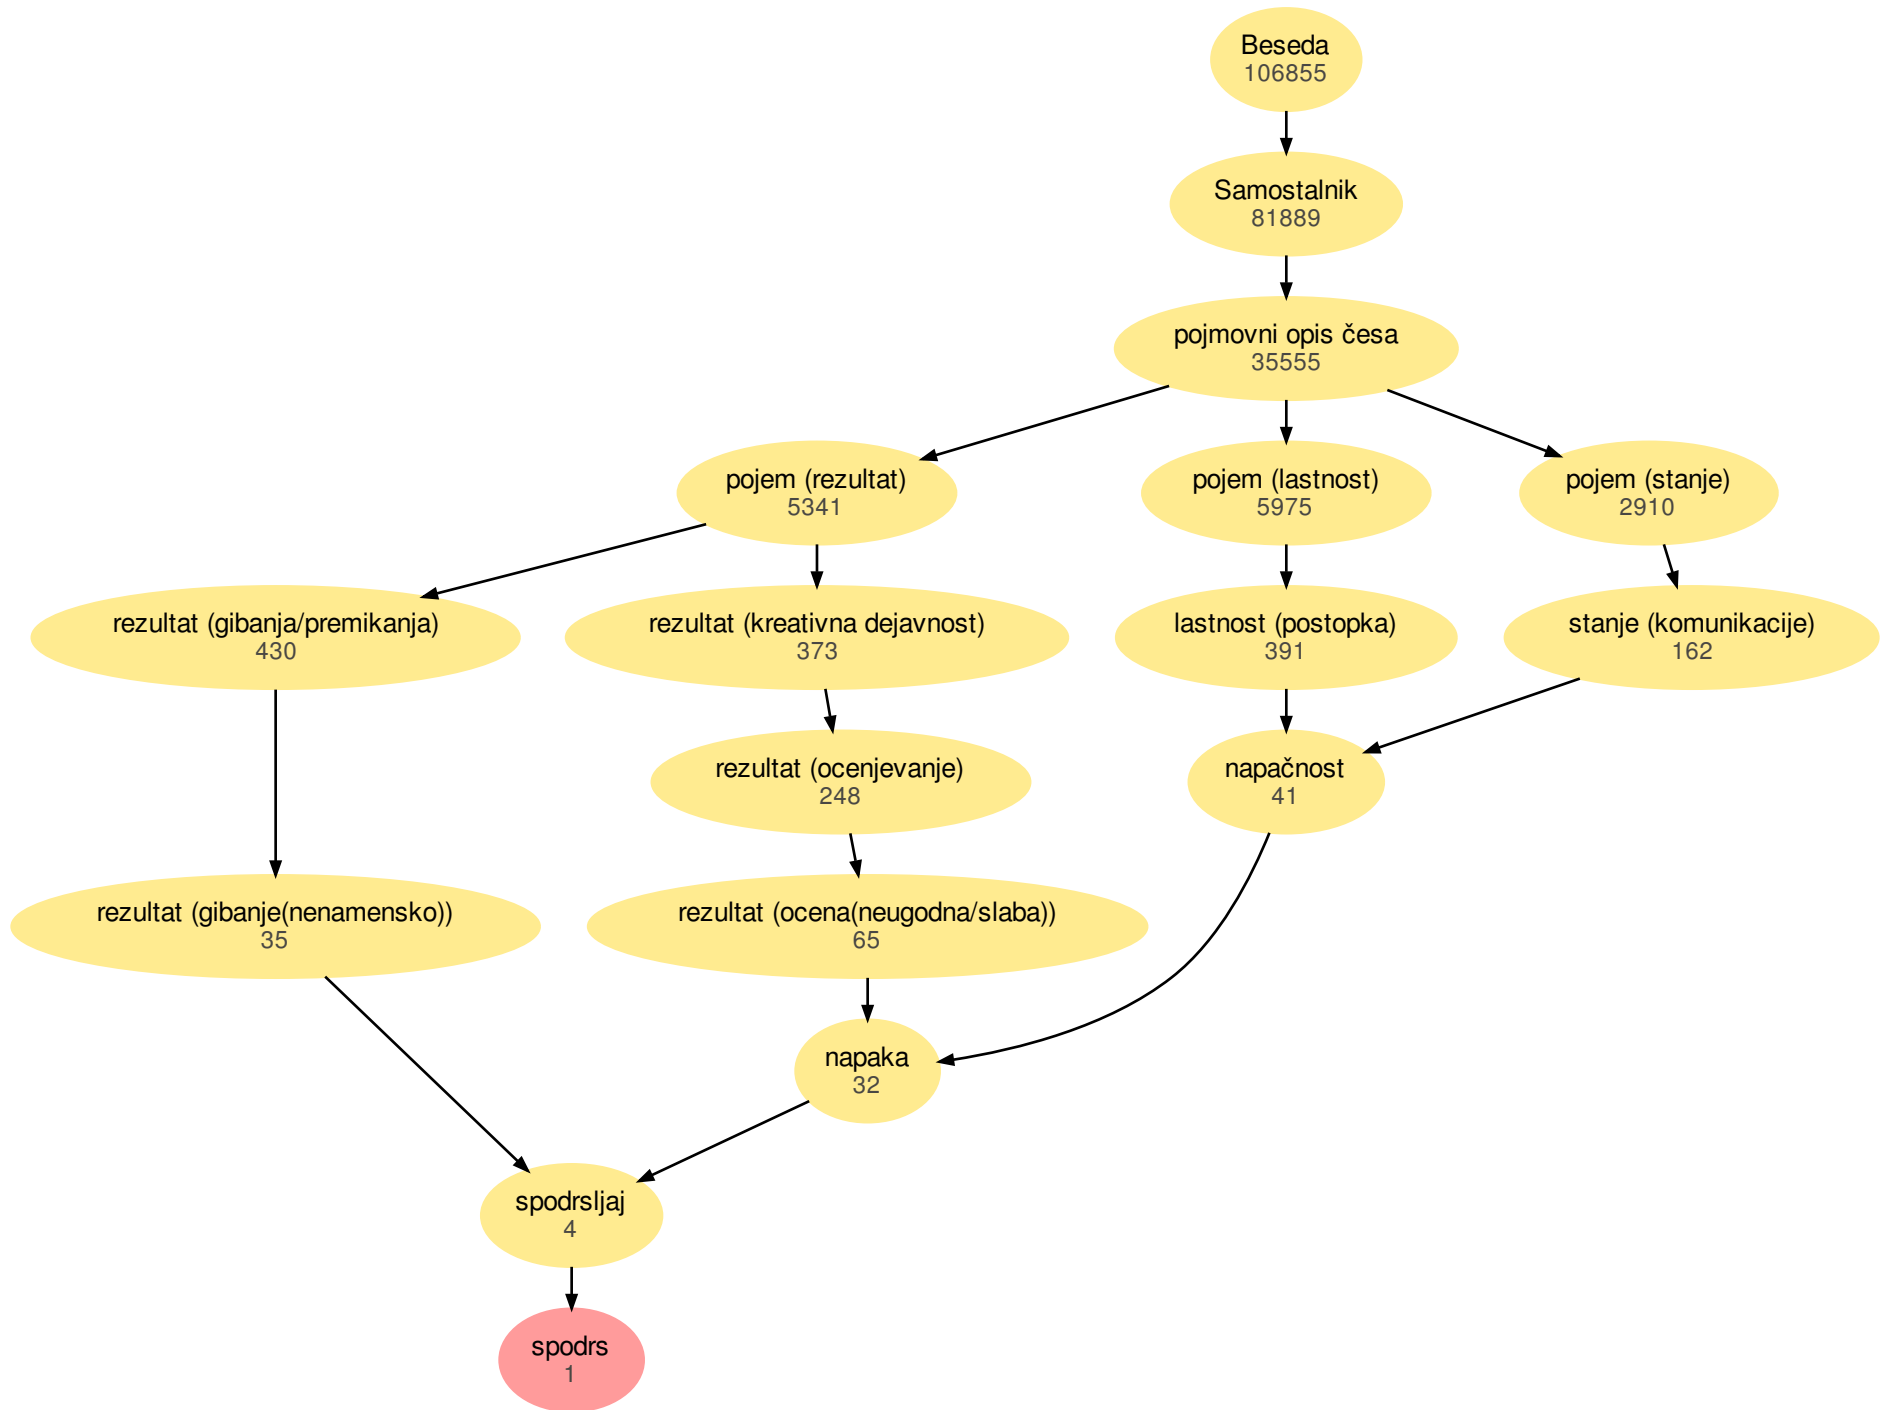 Beseda
106855
Samostalnik
81889
pojmovni opis česa
35555
pojem (rezultat)
5341
pojem (lastnost)
5975
pojem (stanje)
2910
rezultat (gibanja/premikanja)
430
rezultat (kreativna dejavnost)
373
lastnost (postopka)
391
stanje (komunikacije)
162
rezultat (ocenjevanje)
248
napačnost
41
rezultat (gibanje(nenamensko))
35
rezultat (ocena(neugodna/slaba))
65
napaka
32
spodrsljaj
4
spodrs
1